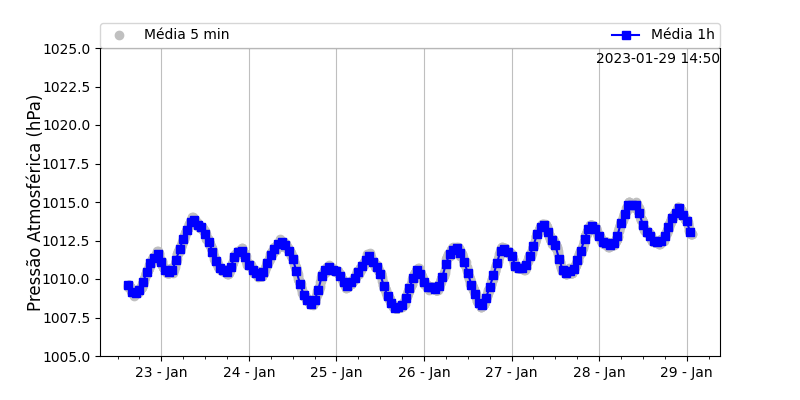 Média 5 min
Média 1h
2023-01-29 14:50
Pressão Atmosférica (hPa)
1025.0
1022.5
1020.0
1017.5
1015.0
1012.5
1010.0
1007.5
1005.0
23 - Jan
24 - Jan
25 - Jan
26 - Jan
27 - Jan
28 - Jan
29 - Jan